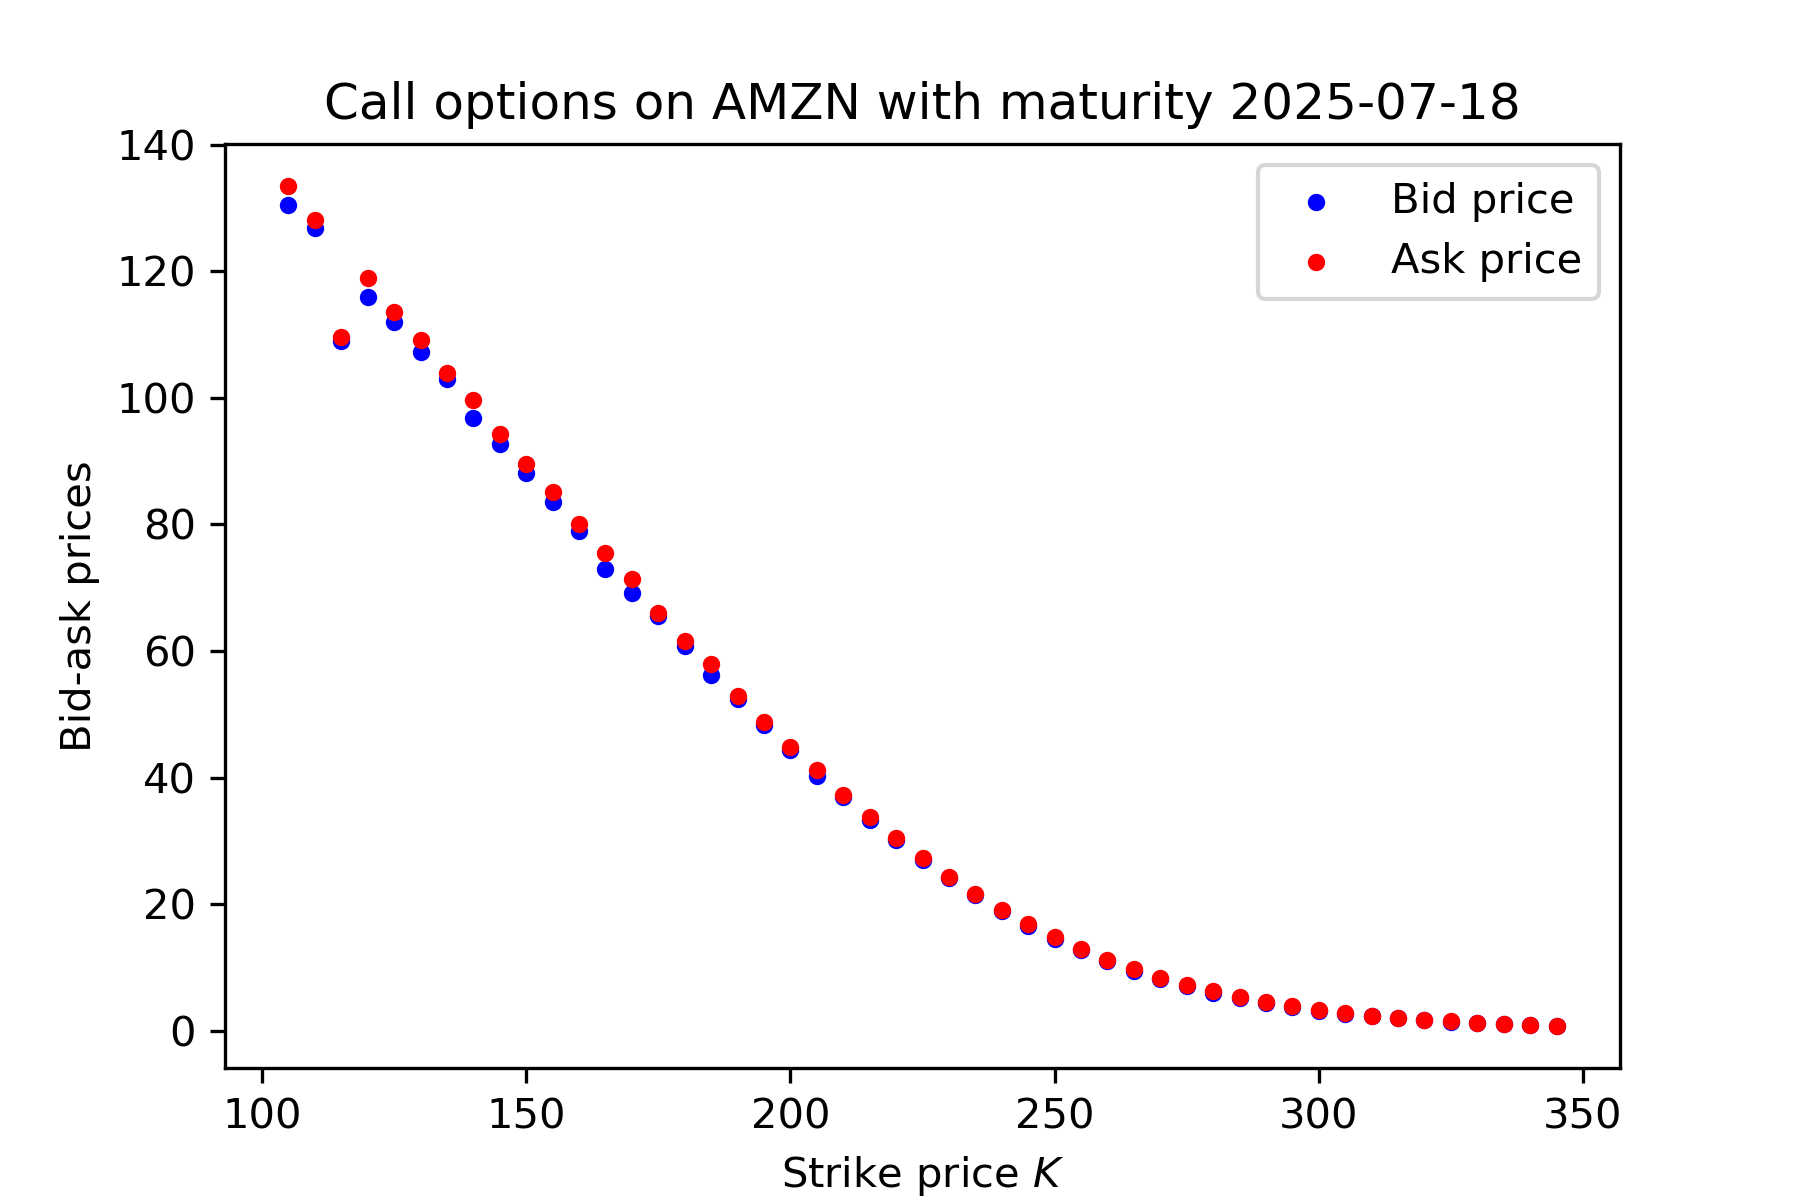 Call options on AMZN with maturity 2025-07-18
140
120
100
80
60
40
20
0
Bid-ask prices
Bid price
Ask price
100 150 200 250 300 350
Strike price K